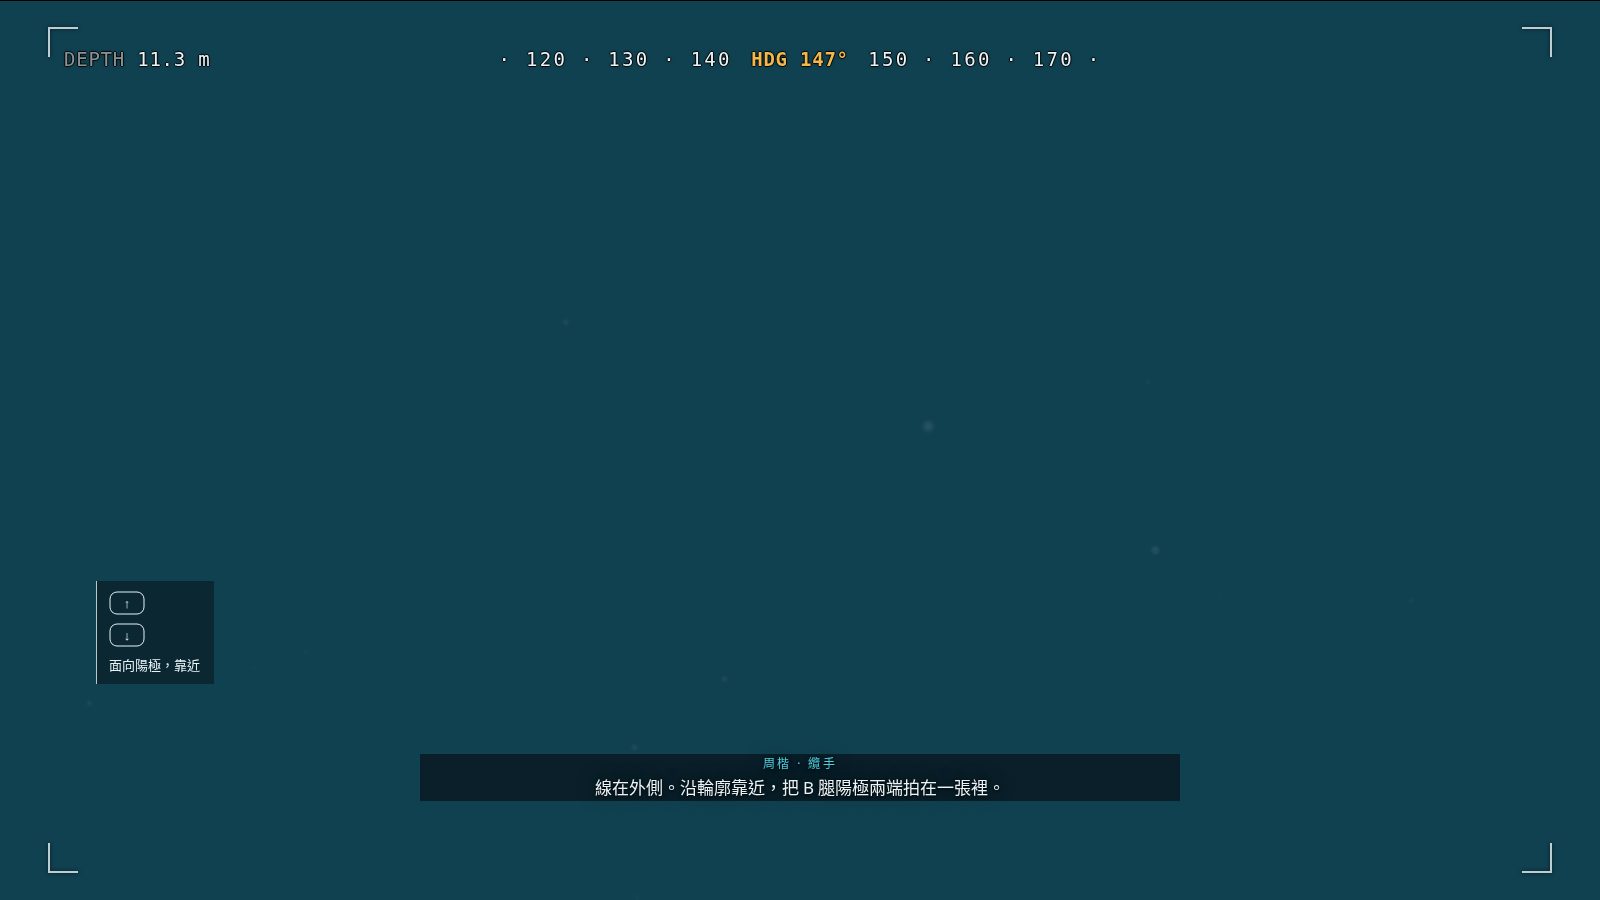 DEPTH 11.3 m
· 120 · 130 · 140 HDG 147° 150 · 160 · 170 ·
↑
↓
面向陽極，靠近
周楷 · 纜手
線在外側。沿輪廓靠近，把 B 腿陽極兩端拍在一張裡。